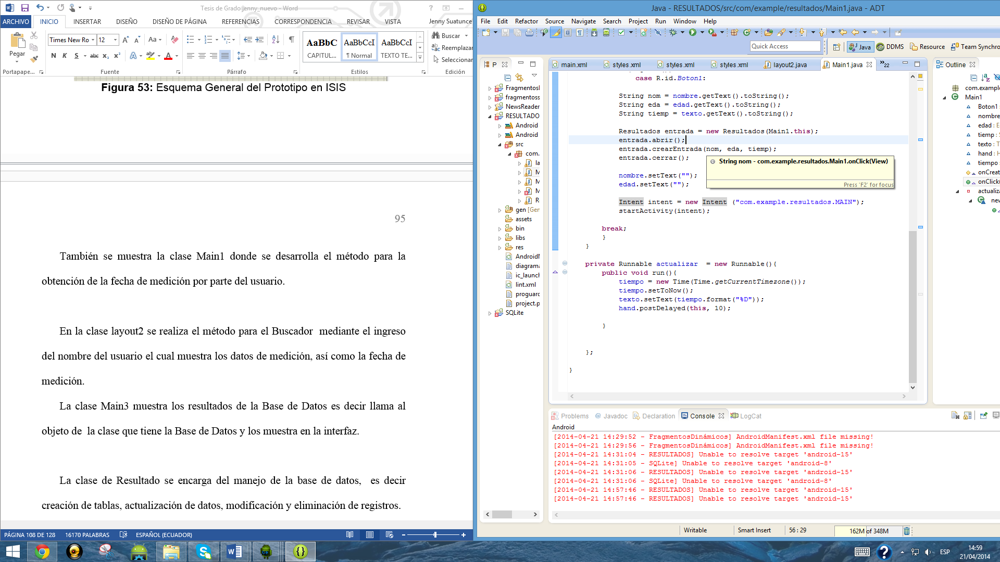 Tesis de Grado jenny_nuevo - Word
ARCHIVO INICIO INSERTAR DISEÑO DISEÑO DE PÁGINA REFERENCIAS CORRESPONDENCIA REVISAR VISTA Jenny Suatunce
Pegar
Times New Ro 12
N K S abc
AaBbC AaBbCcI AaBbCcI
CAPITUL... ¶ Normal TEXTO TE...
Buscar
Reemplazar
Seleccionar
Portapape... Fuente Párrafo Estilos Edición
Figura 53: Esquema General del Prototipo en ISIS
95
También se muestra la clase Main1 donde se desarrolla el método para la
obtención de la fecha de medición por parte del usuario.
En la clase layout2 se realiza el método para el Buscador mediante el ingreso
del nombre del usuario el cual muestra los datos de medición, así como la fecha de
medición.
La clase Main3 muestra los resultados de la Base de Datos es decir llama al
objeto de la clase que tiene la Base de Datos y los muestra en la interfaz.
La clase de Resultado se encarga del manejo de la base de datos, es decir
creación de tablas, actualización de datos, modificación y eliminación de registros.
PÁGINA 108 DE 128 16170 PALABRAS ESPAÑOL (ECUADOR)
Java - RESULTADOS/src/com/example/resultados/Main1.java - ADT
File Edit Refactor Source Navigate Search Project Run Window Help
Quick Access
Java DDMS Resource Team Synchro
P
Fragmentosl
fragmentoss
NewsReader
RESULTADO
Android
Android
src
com.
la
M
M
M
R
gen [Gen
assets
bin
libs
res
AndroidM
diagrama
ic_launch
lint.xml
proguard
project.p
SQLite
main.xml styles.xml styles.xml styles.xml layout2.java Main1.java 22
case R.id.Boton1:
String nom = nombre.getText().toString();
String eda = edad.getText().toString();
String tiemp = texto.getText().toString();
Resultados entrada = new Resultados(Main1.this);
entrada.abrir();
entrada.crearEntrada(nom, eda, tiemp);
entrada.cerrar();
String nom - com.example.resultados.Main1.onClick(View)
Press 'F2' for focus
nombre.setText("");
edad.setText("");
Intent intent = new Intent ("com.example.resultados.MAIN");
startActivity(intent);
break;
}
}
private Runnable actualizar = new Runnable(){
public void run(){
tiempo = new Time(Time.getCurrentTimezone());
tiempo.setToNow();
texto.setText(tiempo.format("%D"));
hand.postDelayed(this, 10);
}
};
}
Outline
com.example
Main1
Boton1
nombre
edad : E
tiemp : S
texto : T
hand : H
tiempo
onCreat
onClick(
actualiza
new
Problems Javadoc Declaration Console LogCat
Android
[2014-04-21 14:29:52 - FragmentosDinámicos] AndroidManifest.xml file missing!
[2014-04-21 14:29:56 - FragmentosDinámicos] AndroidManifest.xml file missing!
[2014-04-21 14:31:04 - RESULTADOS] Unable to resolve target 'android-15'
[2014-04-21 14:31:05 - SQLite] Unable to resolve target 'android-8'
[2014-04-21 14:31:06 - RESULTADOS] Unable to resolve target 'android-15'
[2014-04-21 14:31:06 - SQLite] Unable to resolve target 'android-8'
[2014-04-21 14:57:46 - RESULTADOS] Unable to resolve target 'android-15'
[2014-04-21 14:57:46 - RESULTADOS] Unable to resolve target 'android-15'
Writable Smart Insert 56 : 29 162M of 348M
ESP
14:59
21/04/2014